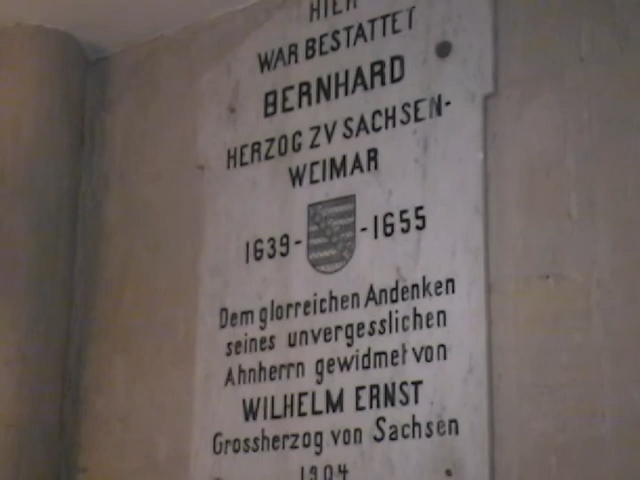 HIER
WAR BESTATTET
BERNHARD
HERZOG ZV SACHSEN-
WEIMAR
1639- -1655
Dem glorreichen Andenken
seines unvergesslichen
Ahnherrn gewidmet von
WILHELM ERNST
Grossherzog von Sachsen
1904